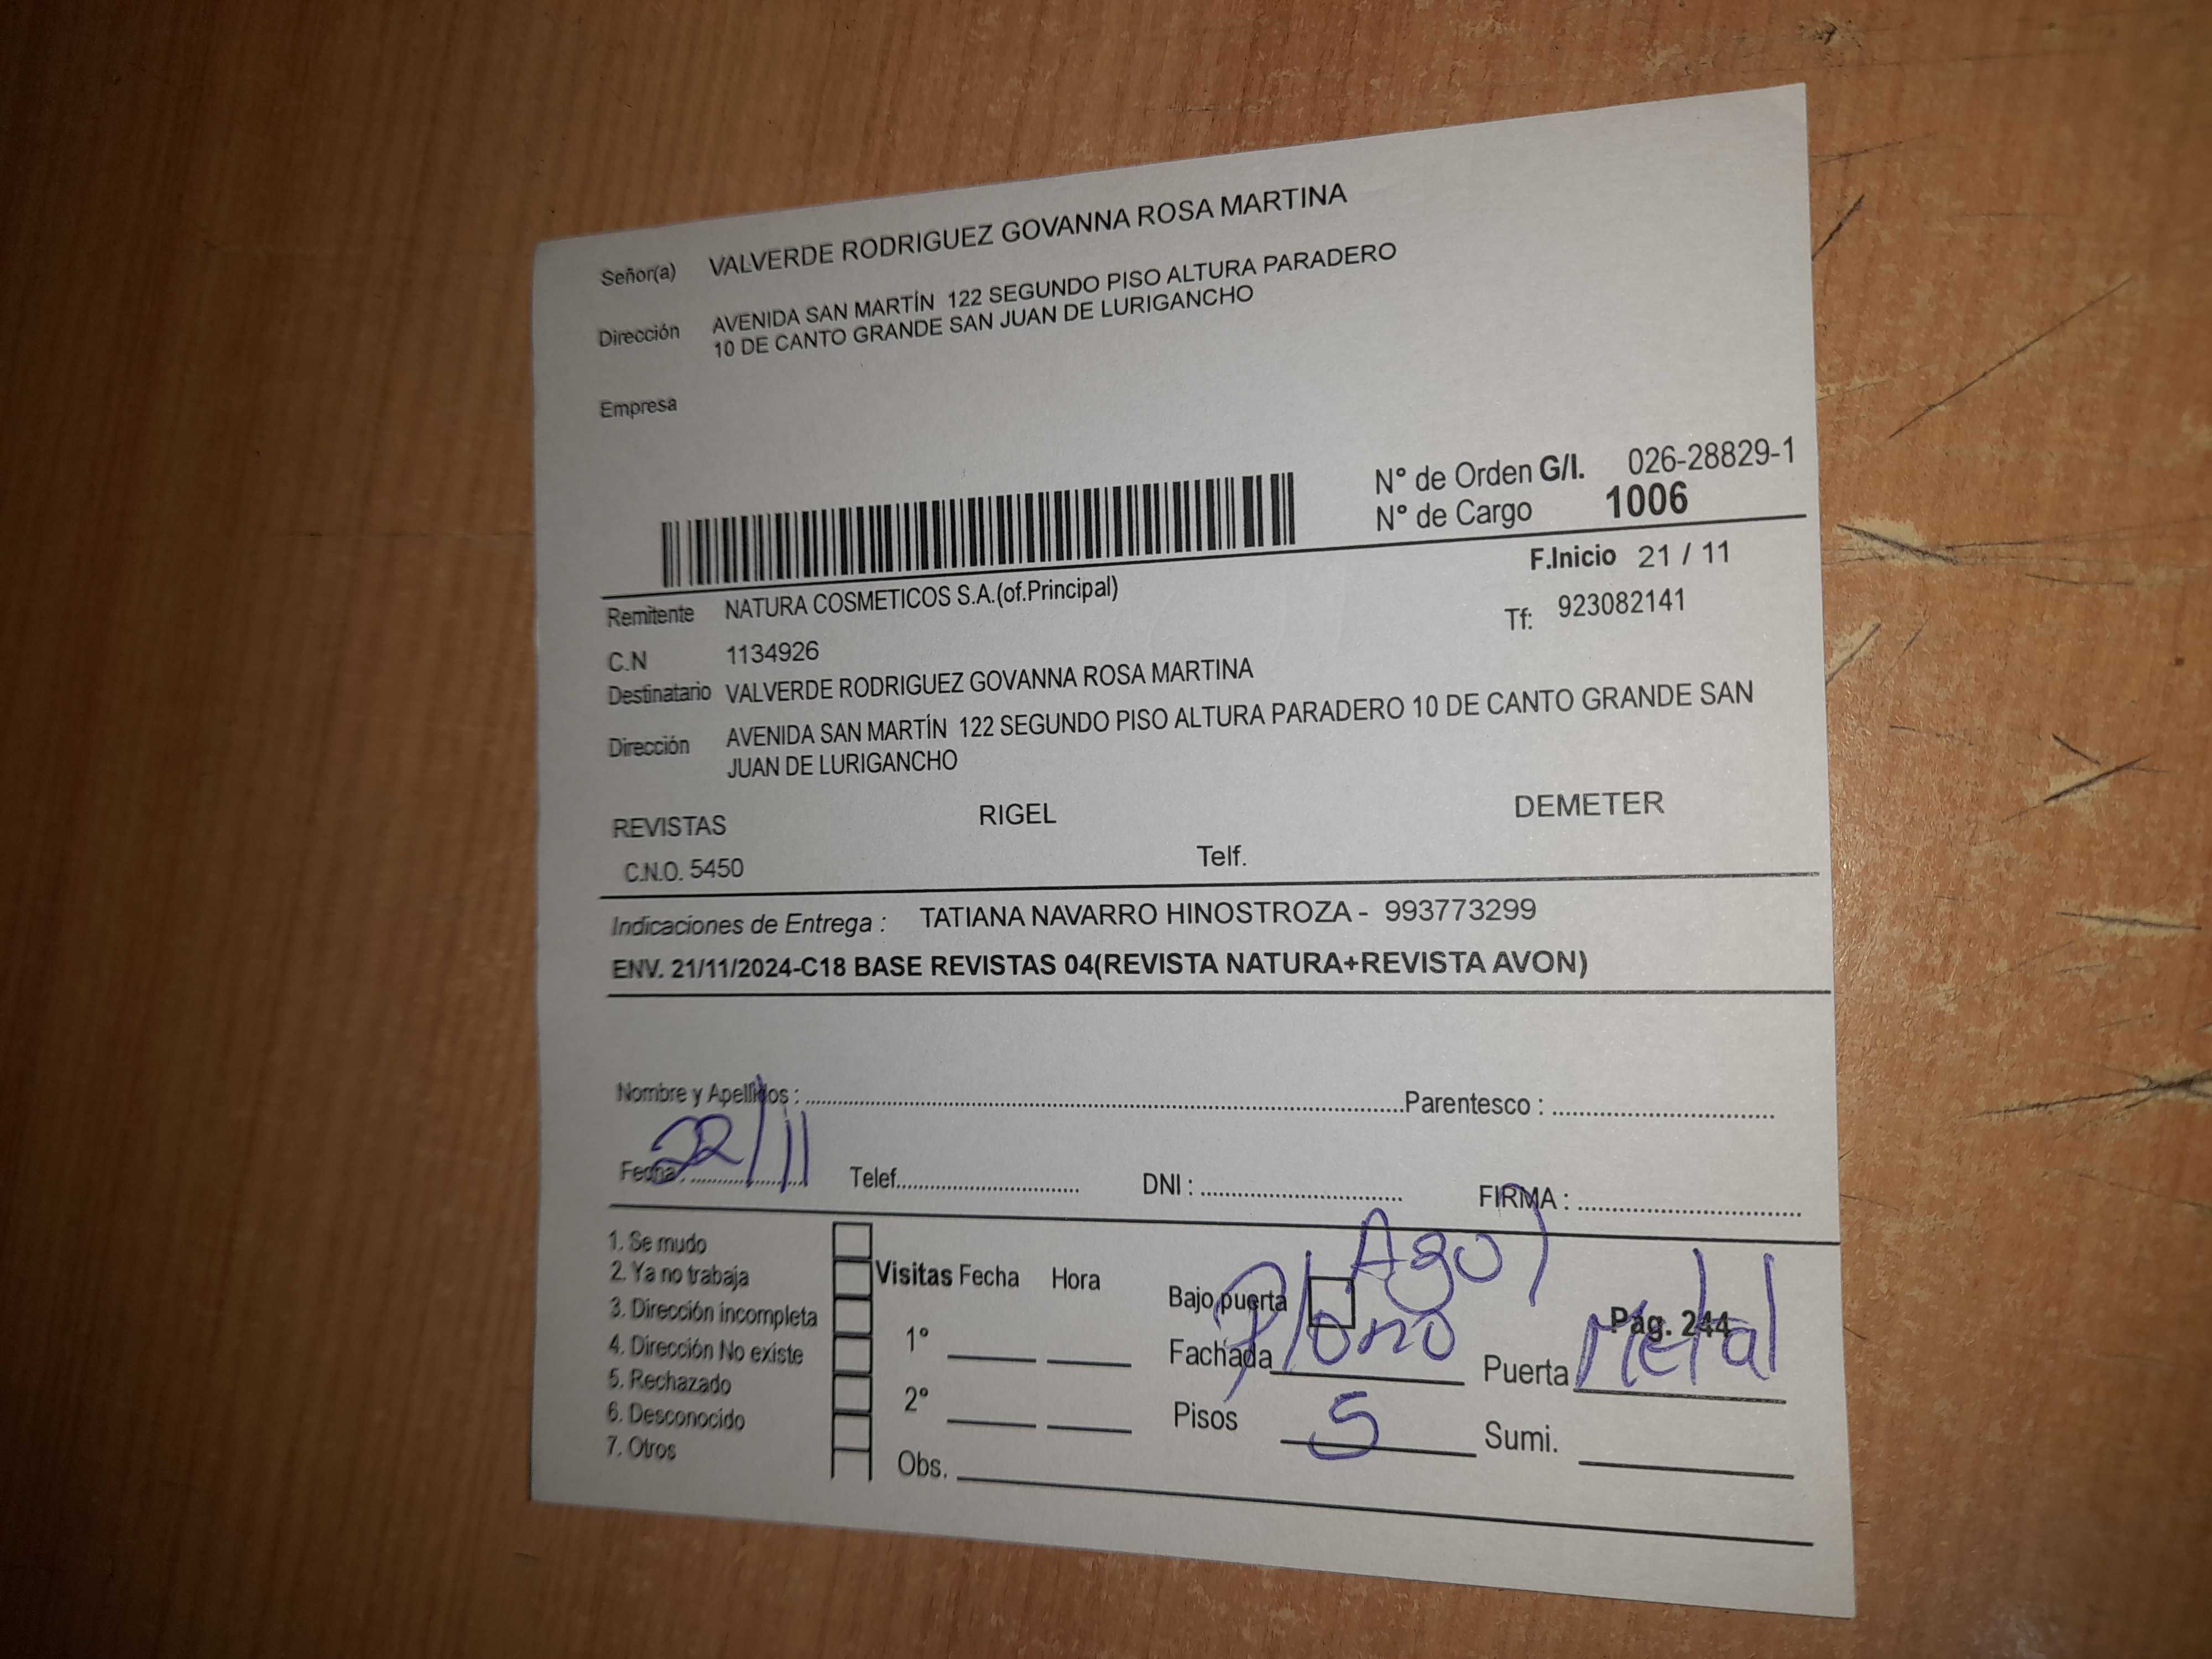 Señor(a) VALVERDE RODRIGUEZ GOVANNA ROSA MARTINA
Dirección AVENIDA SAN MARTÍN 122 SEGUNDO PISO ALTURA PARADERO
10 DE CANTO GRANDE SAN JUAN DE LURIGANCHO
Empresa
N° de Orden G/I. 026-28829-1
N° de Cargo 1006
F.Inicio 21 / 11
Remitente NATURA COSMETICOS S.A.(of.Principal)
Tf: 923082141
C.N 1134926
Destinatario VALVERDE RODRIGUEZ GOVANNA ROSA MARTINA
Dirección AVENIDA SAN MARTÍN 122 SEGUNDO PISO ALTURA PARADERO 10 DE CANTO GRANDE SAN
JUAN DE LURIGANCHO
REVISTAS RIGEL DEMETER
C.N.O. 5450 Telf.
Indicaciones de Entrega : TATIANA NAVARRO HINOSTROZA - 993773299
ENV. 21/11/2024-C18 BASE REVISTAS 04(REVISTA NATURA+REVISTA AVON)
Nombre y Apellidos : Parentesco :
Fecha : 22/11 Telef. DNI : FIRMA :
1. Se mudo
2. Ya no trabaja
3. Dirección incompleta
4. Dirección No existe
5. Rechazado
6. Desconocido
7. Otros
Visitas Fecha Hora
1°
2°
Obs.
Bajo puerta Pág. 244
Fachada Plomo Puerta Metal
Pisos 5 Sumi.